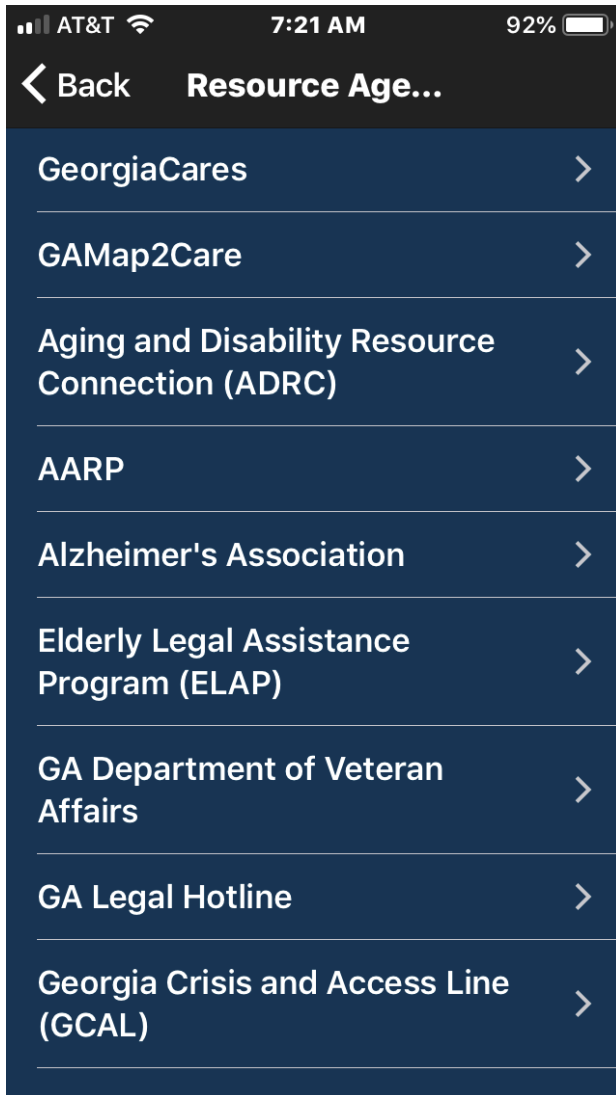 AT&T 7:21 AM 92%
Back Resource Age...
GeorgiaCares
GAMap2Care
Aging and Disability Resource
Connection (ADRC)
AARP
Alzheimer's Association
Elderly Legal Assistance
Program (ELAP)
GA Department of Veteran
Affairs
GA Legal Hotline
Georgia Crisis and Access Line
(GCAL)